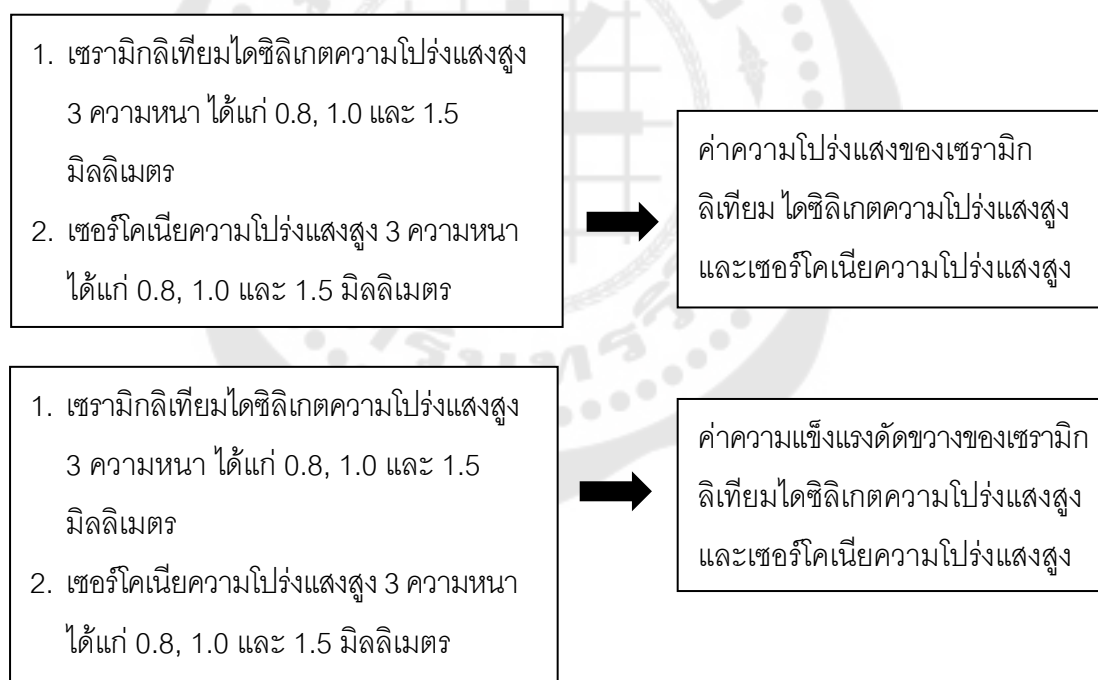 1. เซรามิกลิเทียมไดซิลิเกตความโปร่งแสงสูง
3 ความหนา ได้แก่ 0.8, 1.0 และ 1.5
มิลลิเมตร
2. เซอร์โคเนียความโปร่งแสงสูง 3 ความหนา
ได้แก่ 0.8, 1.0 และ 1.5 มิลลิเมตร
ค่าความโปร่งแสงของเซรามิก
ลิเทียม ไดซิลิเกตความโปร่งแสงสูง
และเซอร์โคเนียความโปร่งแสงสูง
1. เซรามิกลิเทียมไดซิลิเกตความโปร่งแสงสูง
3 ความหนา ได้แก่ 0.8, 1.0 และ 1.5
มิลลิเมตร
2. เซอร์โคเนียความโปร่งแสงสูง 3 ความหนา
ได้แก่ 0.8, 1.0 และ 1.5 มิลลิเมตร
ค่าความแข็งแรงดัดขวางของเซรามิก
ลิเทียมไดซิลิเกตความโปร่งแสงสูง
และเซอร์โคเนียความโปร่งแสงสูง